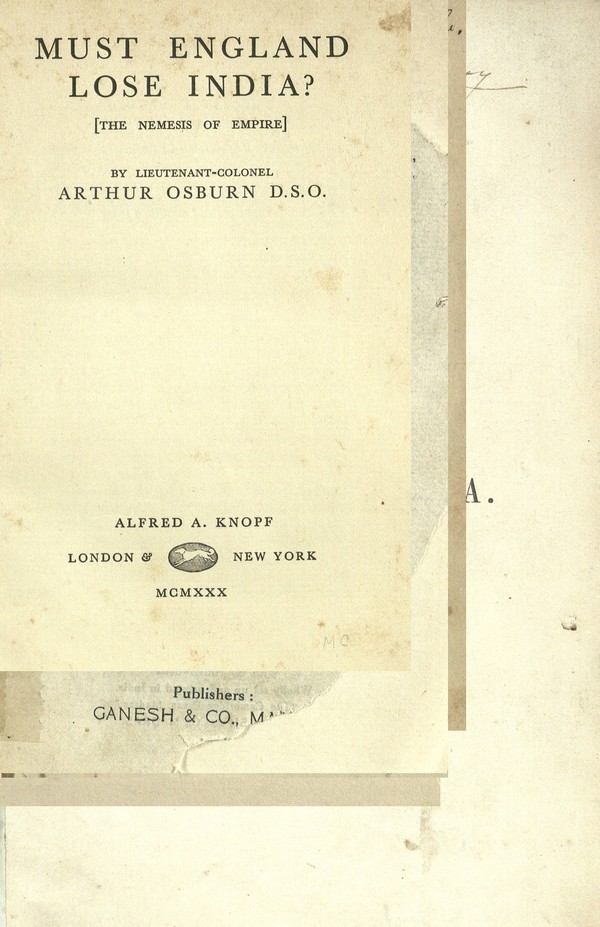 MUST ENGLAND
LOSE INDIA?
[THE NEMESIS OF EMPIRE]
BY LIEUTENANT-COLONEL
ARTHUR OSBURN D.S.O.
ALFRED A. KNOPF
LONDON & NEW YORK
MCMXXX
MC
A.
Publishers :
GANESH & CO.,